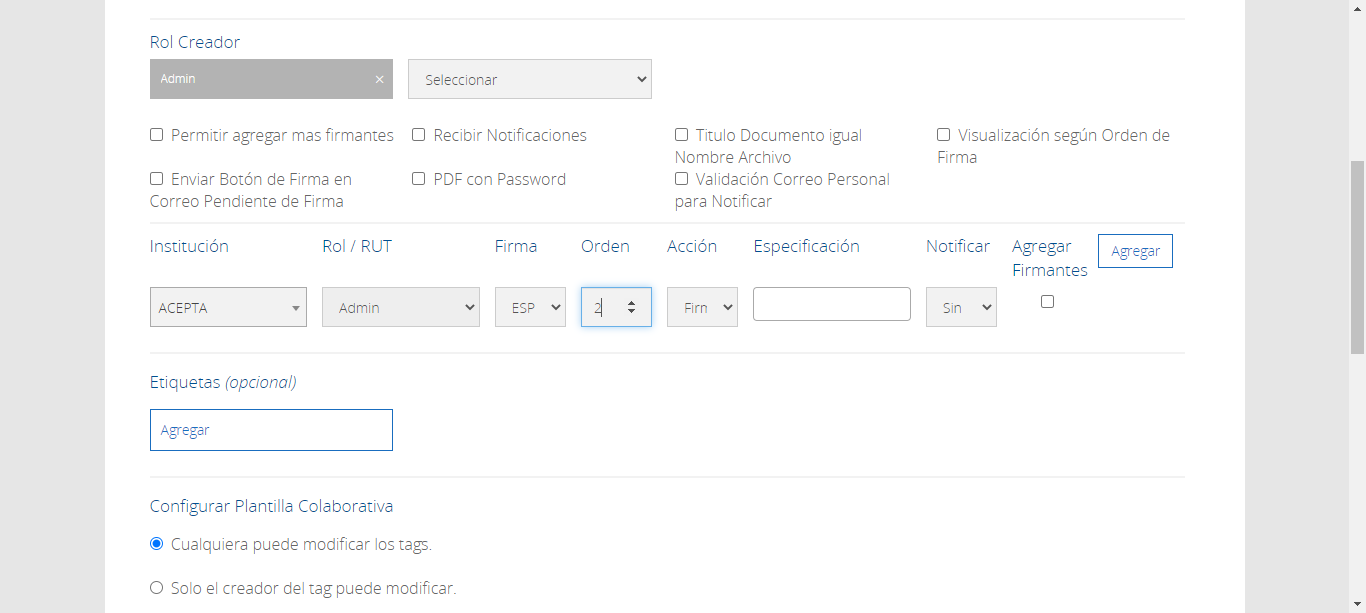 Rol Creador
Admin ×
Seleccionar
Permitir agregar mas firmantes
Recibir Notificaciones
Titulo Documento igual
Nombre Archivo
Visualización según Orden de
Firma
Enviar Botón de Firma en
Correo Pendiente de Firma
PDF con Password
Validación Correo Personal
para Notificar
Institución
Rol / RUT
Firma
Orden
Acción
Especificación
Notificar
Agregar
Firmantes
Agregar
ACEPTA
Admin
ESP
2
Firn
Sin
Etiquetas (opcional)
Agregar
Configurar Plantilla Colaborativa
Cualquiera puede modificar los tags.
Solo el creador del tag puede modificar.